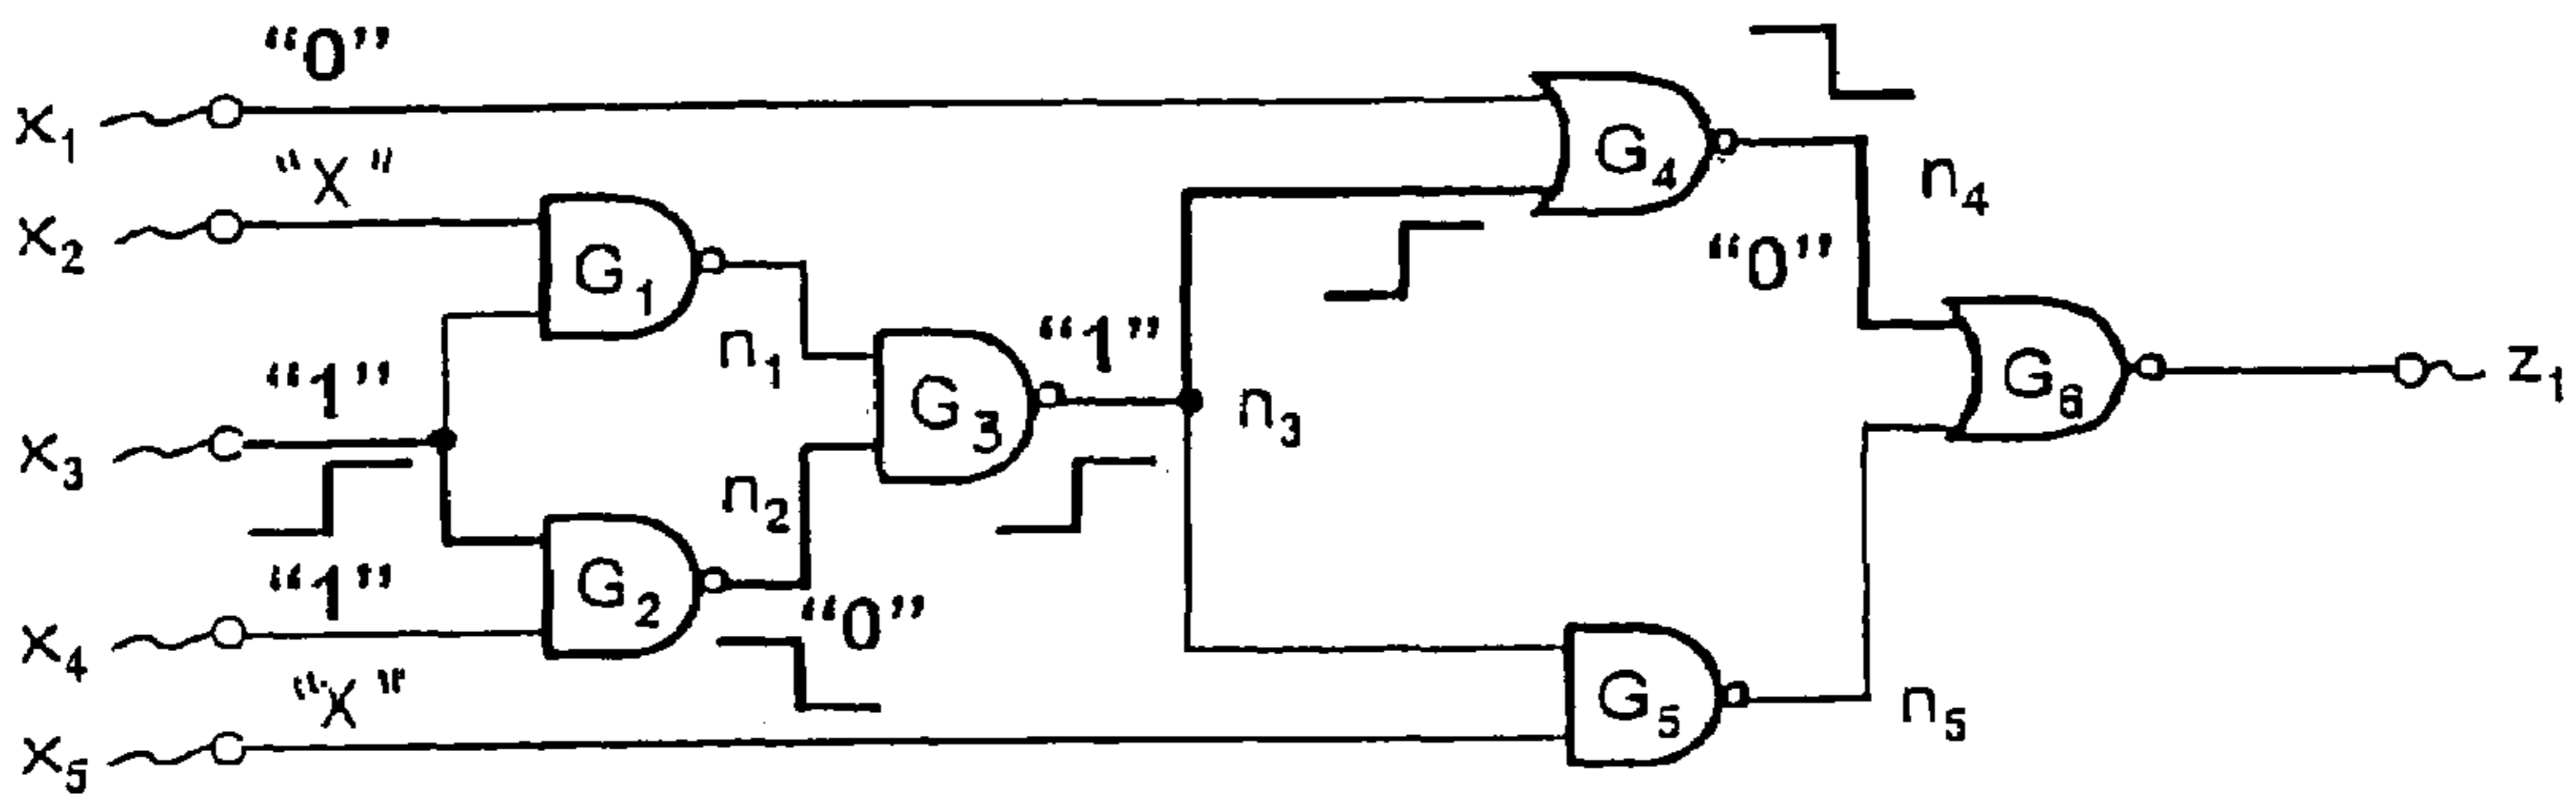 x1 “0”
x2 “X”
x3 “1”
x4 “1”
x5 “X”
G1
n1
G2
n2
“0”
G3
“1”
n3
G4
n4
“0”
G5
n5
G6
z1